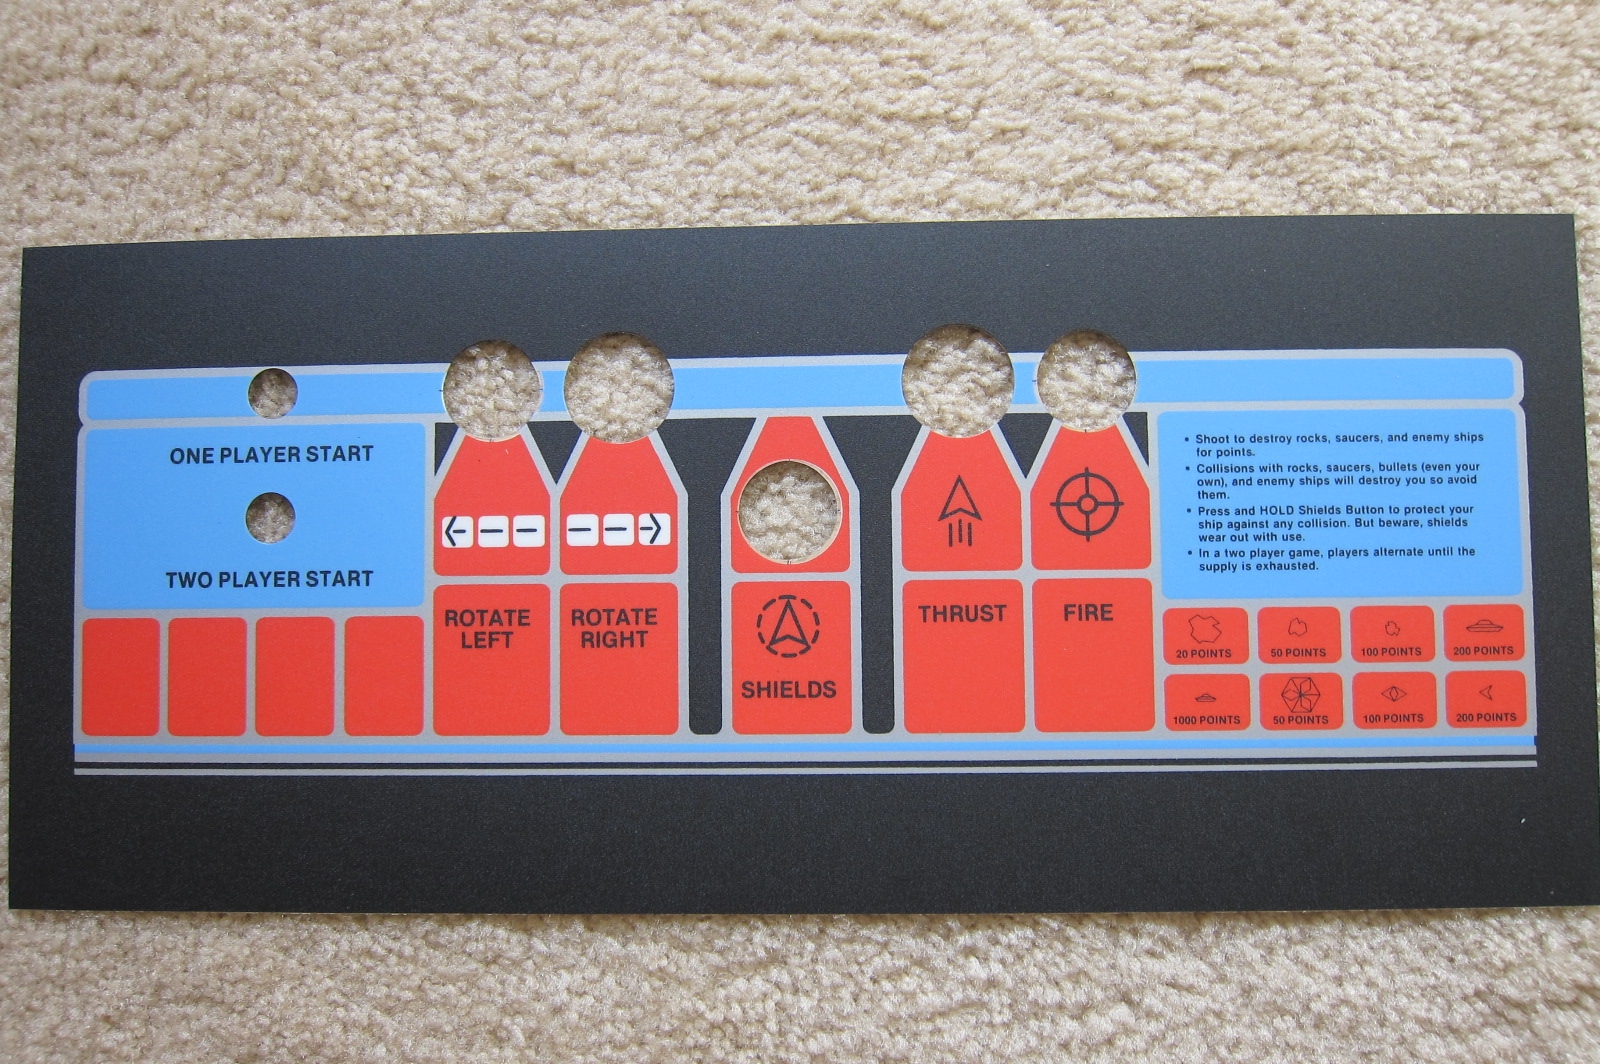 ONE PLAYER START
TWO PLAYER START
ROTATE
LEFT
ROTATE
RIGHT
SHIELDS
THRUST
FIRE
• Shoot to destroy rocks, saucers, and enemy ships
for points.
• Collisions with rocks, saucers, bullets (even your
own), and enemy ships will destroy you so avoid
them.
• Press and HOLD Shields Button to protect your
ship against any collision. But beware, shields
wear out with use.
• In a two player game, players alternate until the
supply is exhausted.
20 POINTS
50 POINTS
100 POINTS
200 POINTS
1000 POINTS
50 POINTS
100 POINTS
200 POINTS